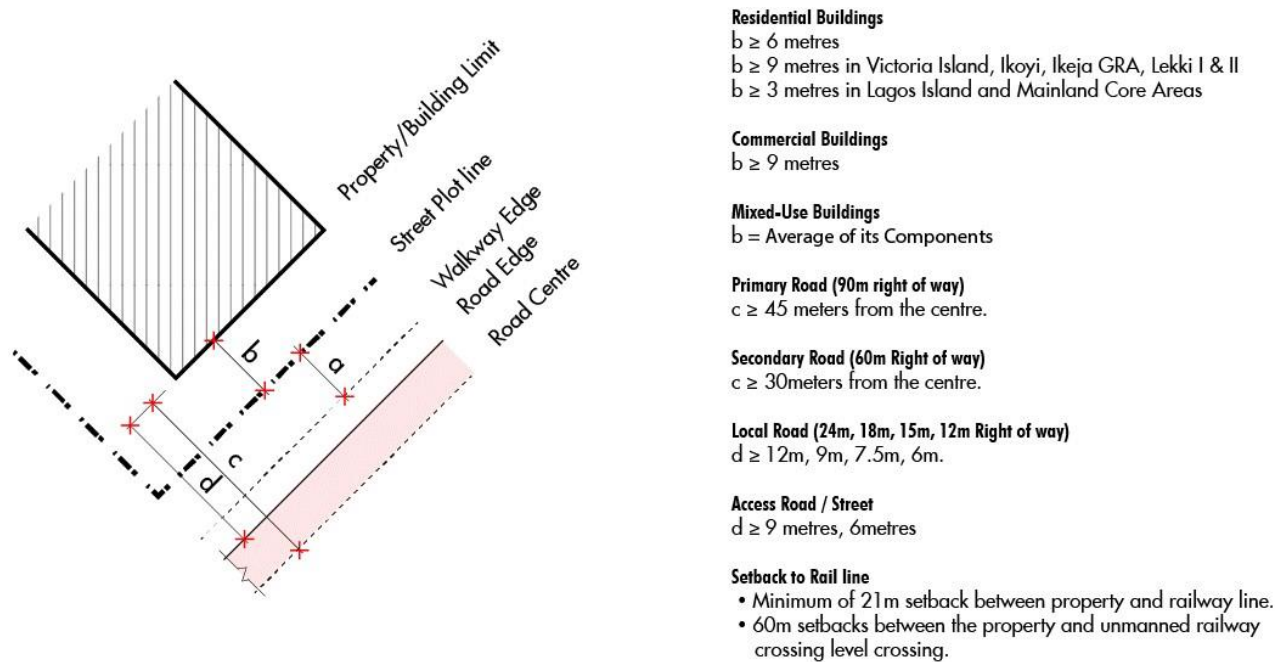 Property/Building Limit
Street Plot line
Walkway Edge
Road Edge
Road Centre
b
a
c
d
Residential Buildings
b ≥ 6 metres
b ≥ 9 metres in Victoria Island, Ikoyi, Ikeja GRA, Lekki I & II
b ≥ 3 metres in Lagos Island and Mainland Core Areas
Commercial Buildings
b ≥ 9 metres
Mixed-Use Buildings
b = Average of its Components
Primary Road (90m right of way)
c ≥ 45 meters from the centre.
Secondary Road (60m Right of way)
c ≥ 30meters from the centre.
Local Road (24m, 18m, 15m, 12m Right of way)
d ≥ 12m, 9m, 7.5m, 6m.
Access Road / Street
d ≥ 9 metres, 6metres
Setback to Rail line
• Minimum of 21m setback between property and railway line.
• 60m setbacks between the property and unmanned railway
crossing level crossing.